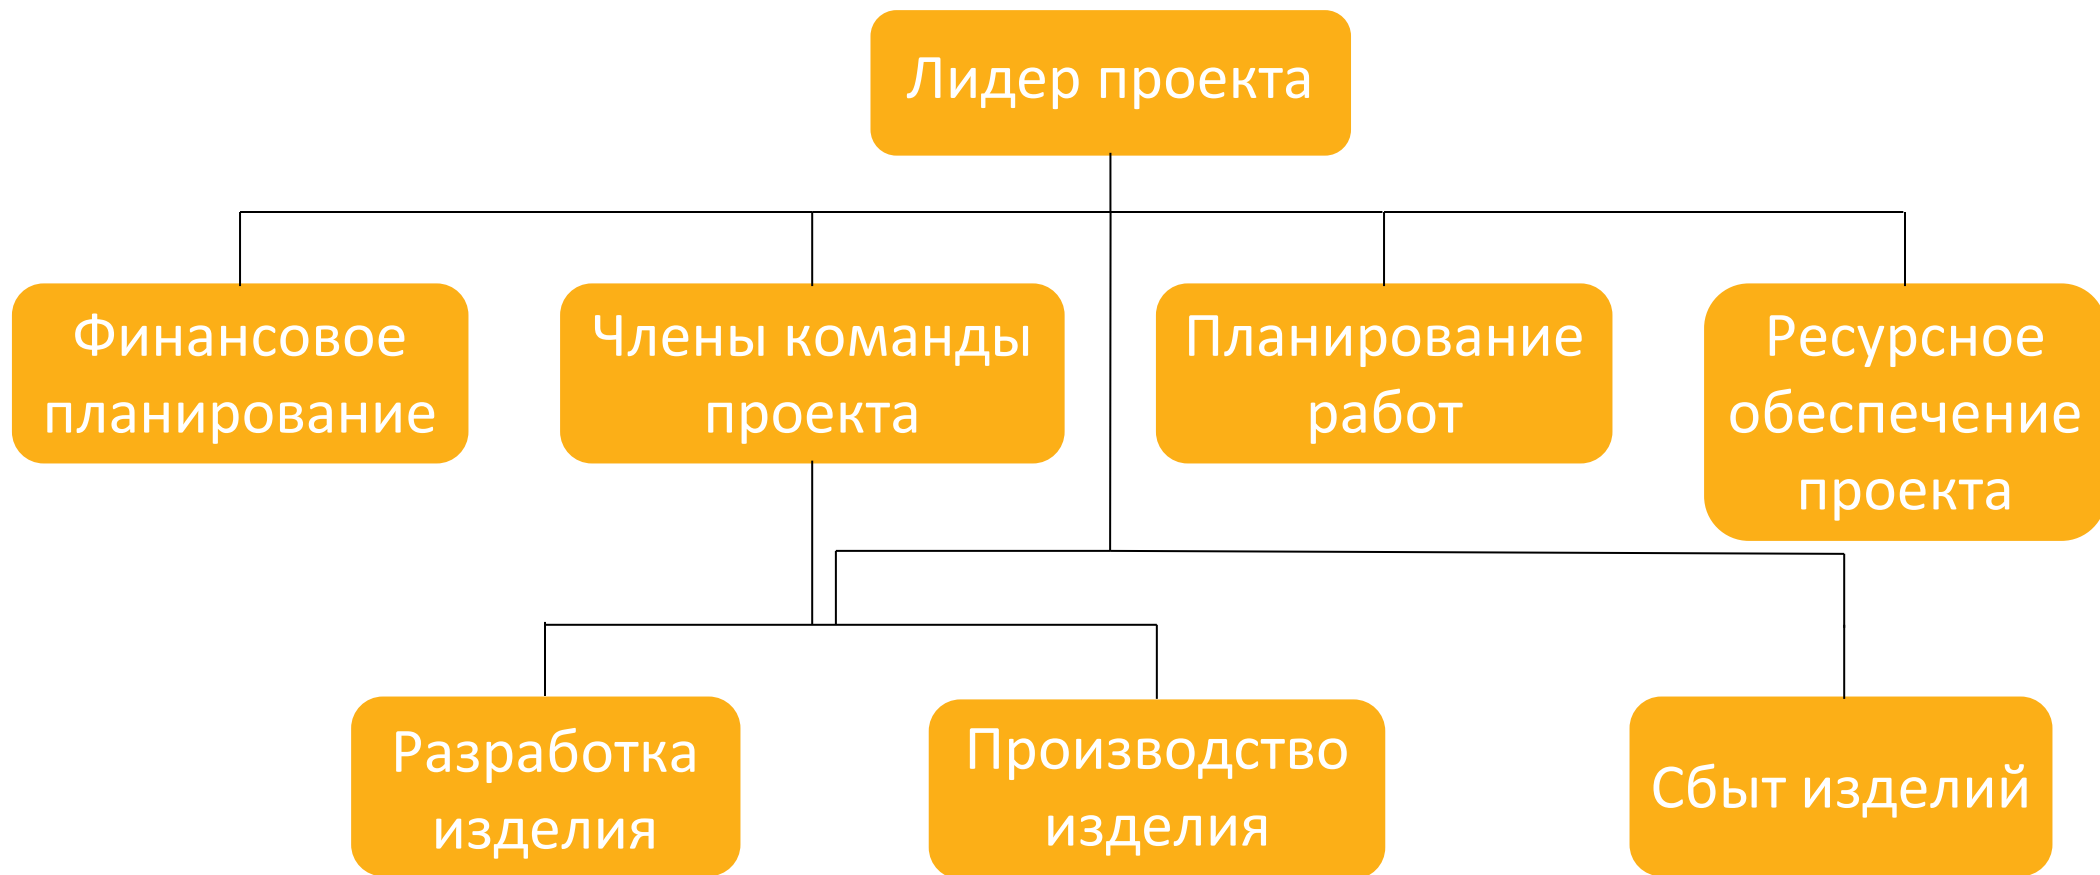 Лидер проекта
Финансовое
планирование
Члены команды
проекта
Планирование
работ
Ресурсное
обеспечение
проекта
Разработка
изделия
Производство
изделия
Сбыт изделий